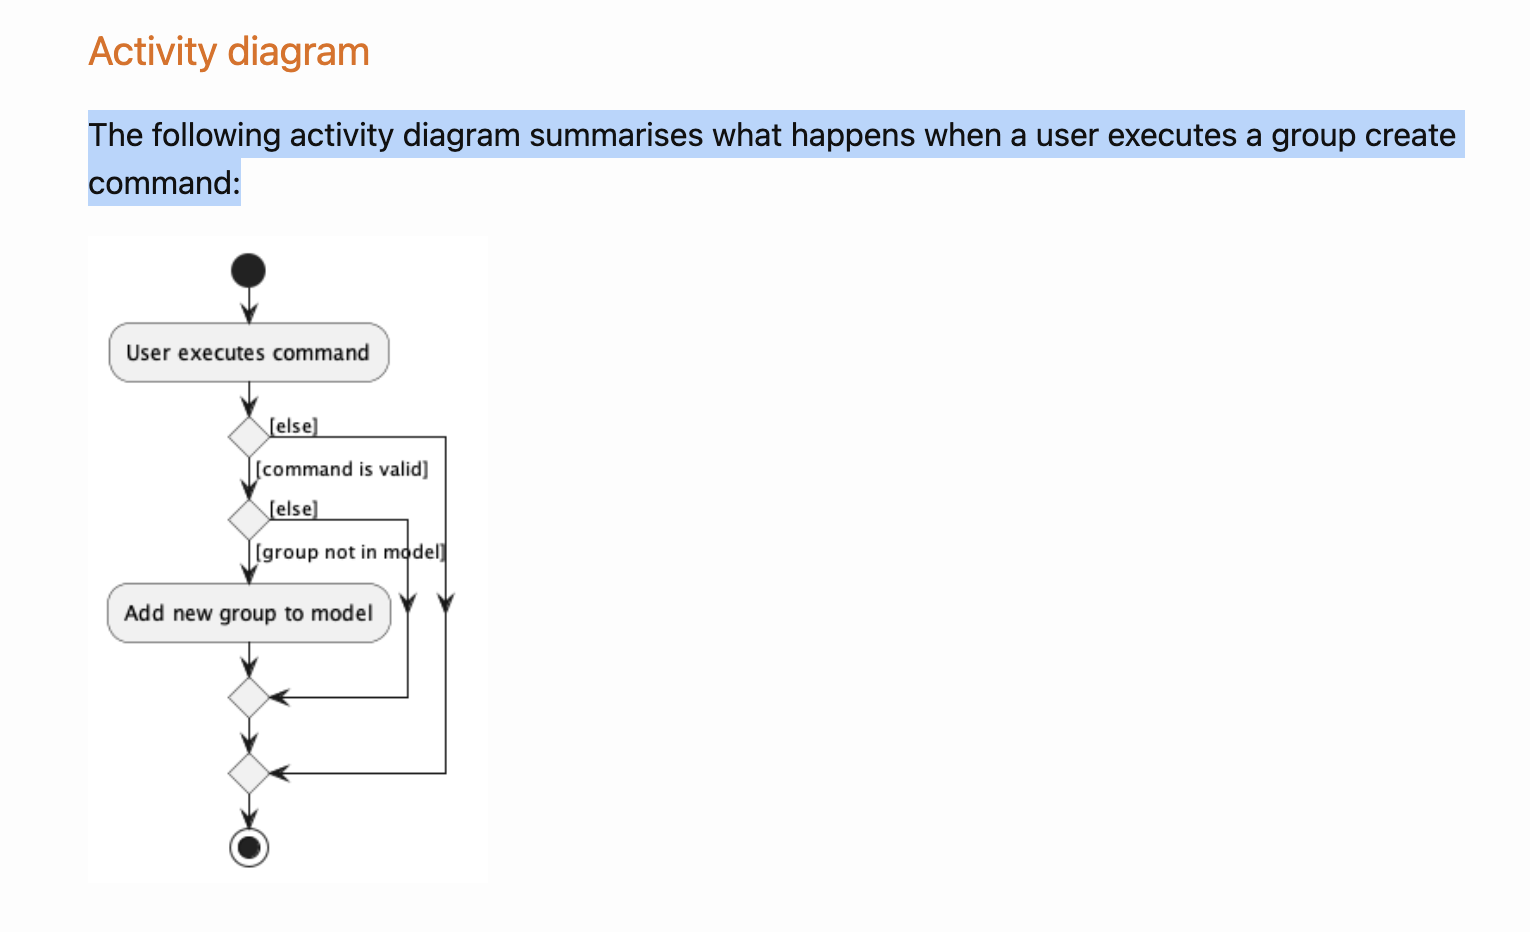 Activity diagram
The following activity diagram summarises what happens when a user executes a group create
command:
User executes command
[else]
[command is valid]
[else]
[group not in model]
Add new group to model